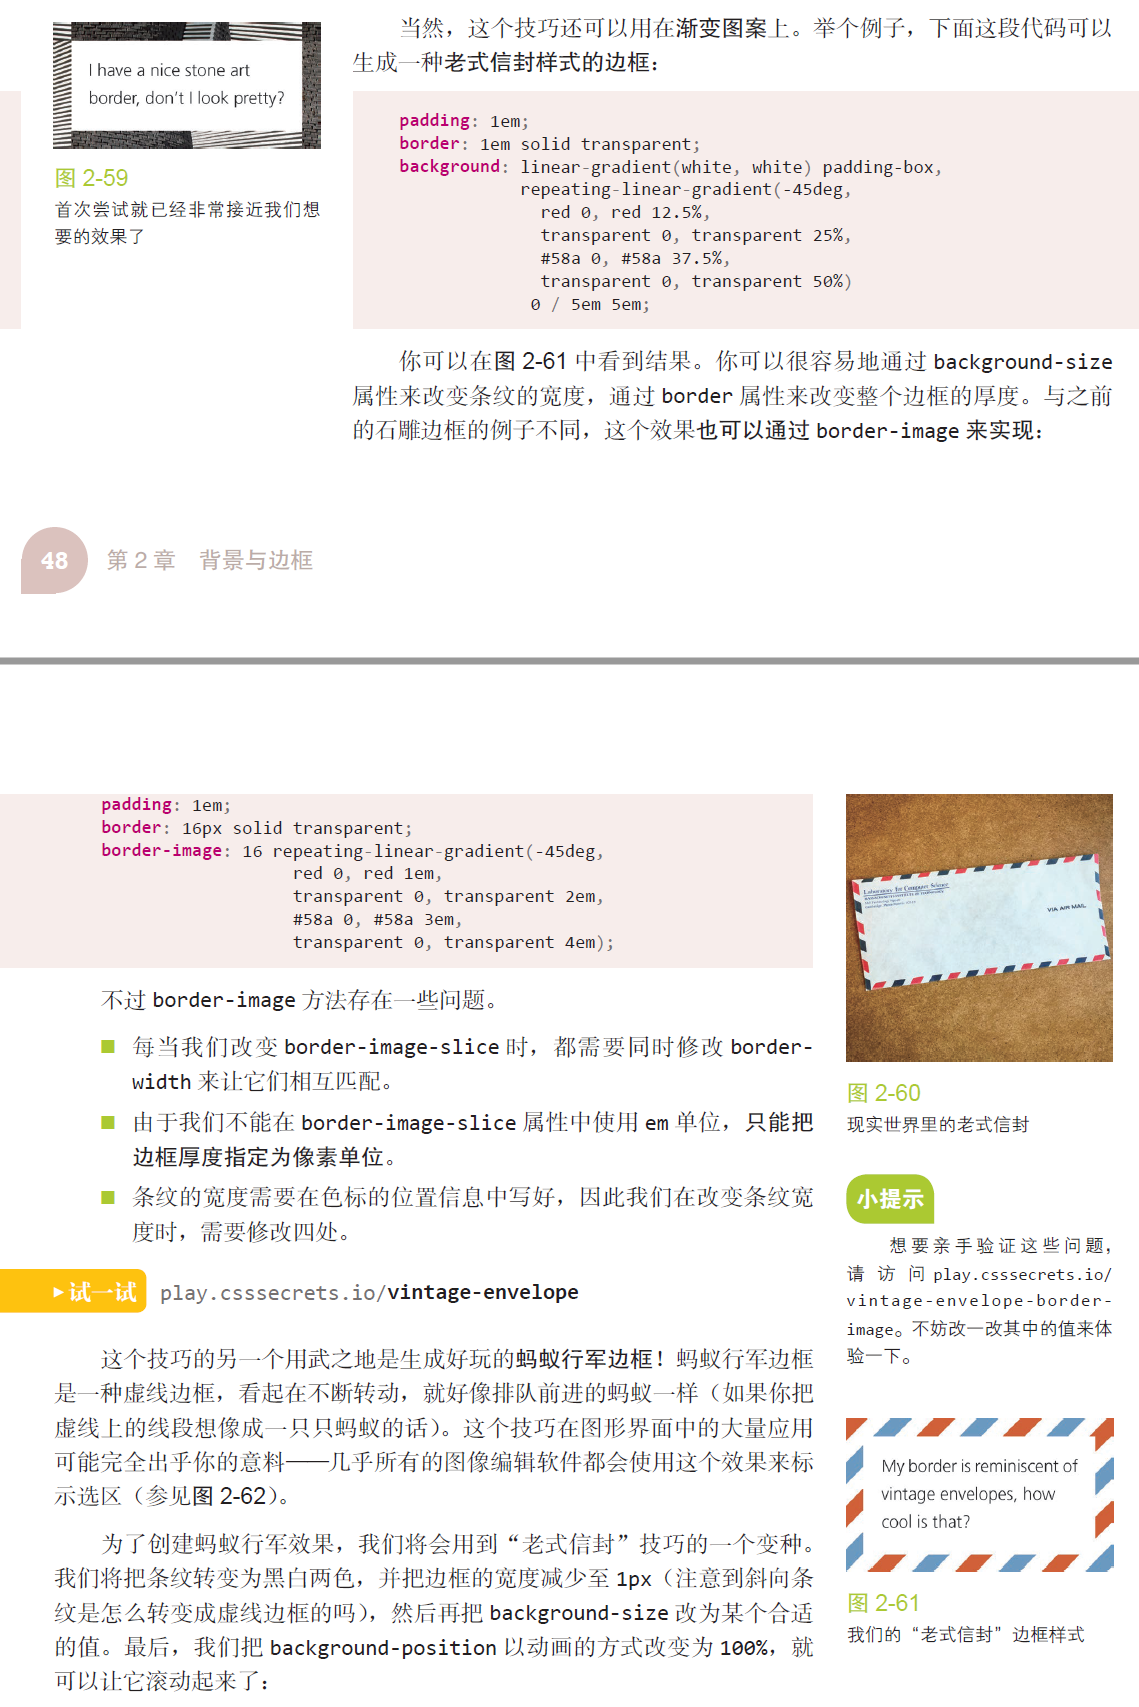 I have a nice stone art
border, don't I look pretty?
图 2-59
首次尝试就已经非常接近我们想
要的效果了
当然，这个技巧还可以用在渐变图案上。举个例子，下面这段代码可以
生成一种老式信封样式的边框：
padding: 1em;
border: 1em solid transparent;
background: linear-gradient(white, white) padding-box,
repeating-linear-gradient(-45deg,
red 0, red 12.5%,
transparent 0, transparent 25%,
#58a 0, #58a 37.5%,
transparent 0, transparent 50%)
0 / 5em 5em;
你可以在图 2-61 中看到结果。你可以很容易地通过 background-size
属性来改变条纹的宽度，通过 border 属性来改变整个边框的厚度。与之前
的石雕边框的例子不同，这个效果也可以通过 border-image 来实现：
48 第 2 章 背景与边框
padding: 1em;
border: 16px solid transparent;
border-image: 16 repeating-linear-gradient(-45deg,
red 0, red 1em,
transparent 0, transparent 2em,
#58a 0, #58a 3em,
transparent 0, transparent 4em);
不过 border-image 方法存在一些问题。
■ 每当我们改变 border-image-slice 时，都需要同时修改 border-
width 来让它们相互匹配。
■ 由于我们不能在 border-image-slice 属性中使用 em 单位，只能把
边框厚度指定为像素单位。
■ 条纹的宽度需要在色标的位置信息中写好，因此我们在改变条纹宽
度时，需要修改四处。
▶试一试 play.csssecrets.io/vintage-envelope
这个技巧的另一个用武之地是生成好玩的蚂蚁行军边框！蚂蚁行军边框
是一种虚线边框，看起在不断转动，就好像排队前进的蚂蚁一样（如果你把
虚线上的线段想像成一只只蚂蚁的话）。这个技巧在图形界面中的大量应用
可能完全出乎你的意料——几乎所有的图像编辑软件都会使用这个效果来标
示选区（参见图 2-62）。
为了创建蚂蚁行军效果，我们将会用到“老式信封”技巧的一个变种。
我们将把条纹转变为黑白两色，并把边框的宽度减少至 1px（注意到斜向条
纹是怎么转变成虚线边框的吗），然后再把 background-size 改为某个合适
的值。最后，我们把 background-position 以动画的方式改变为 100%，就
可以让它滚动起来了：
Laboratory for Computer Science
VIA AIR MAIL
图 2-60
现实世界里的老式信封
小提示
想要亲手验证这些问题，
请访问 play.csssecrets.io/
vintage-envelope-border-
image。不妨改一改其中的值来体
验一下。
My border is reminiscent of
vintage envelopes, how
cool is that?
图 2-61
我们的“老式信封”边框样式